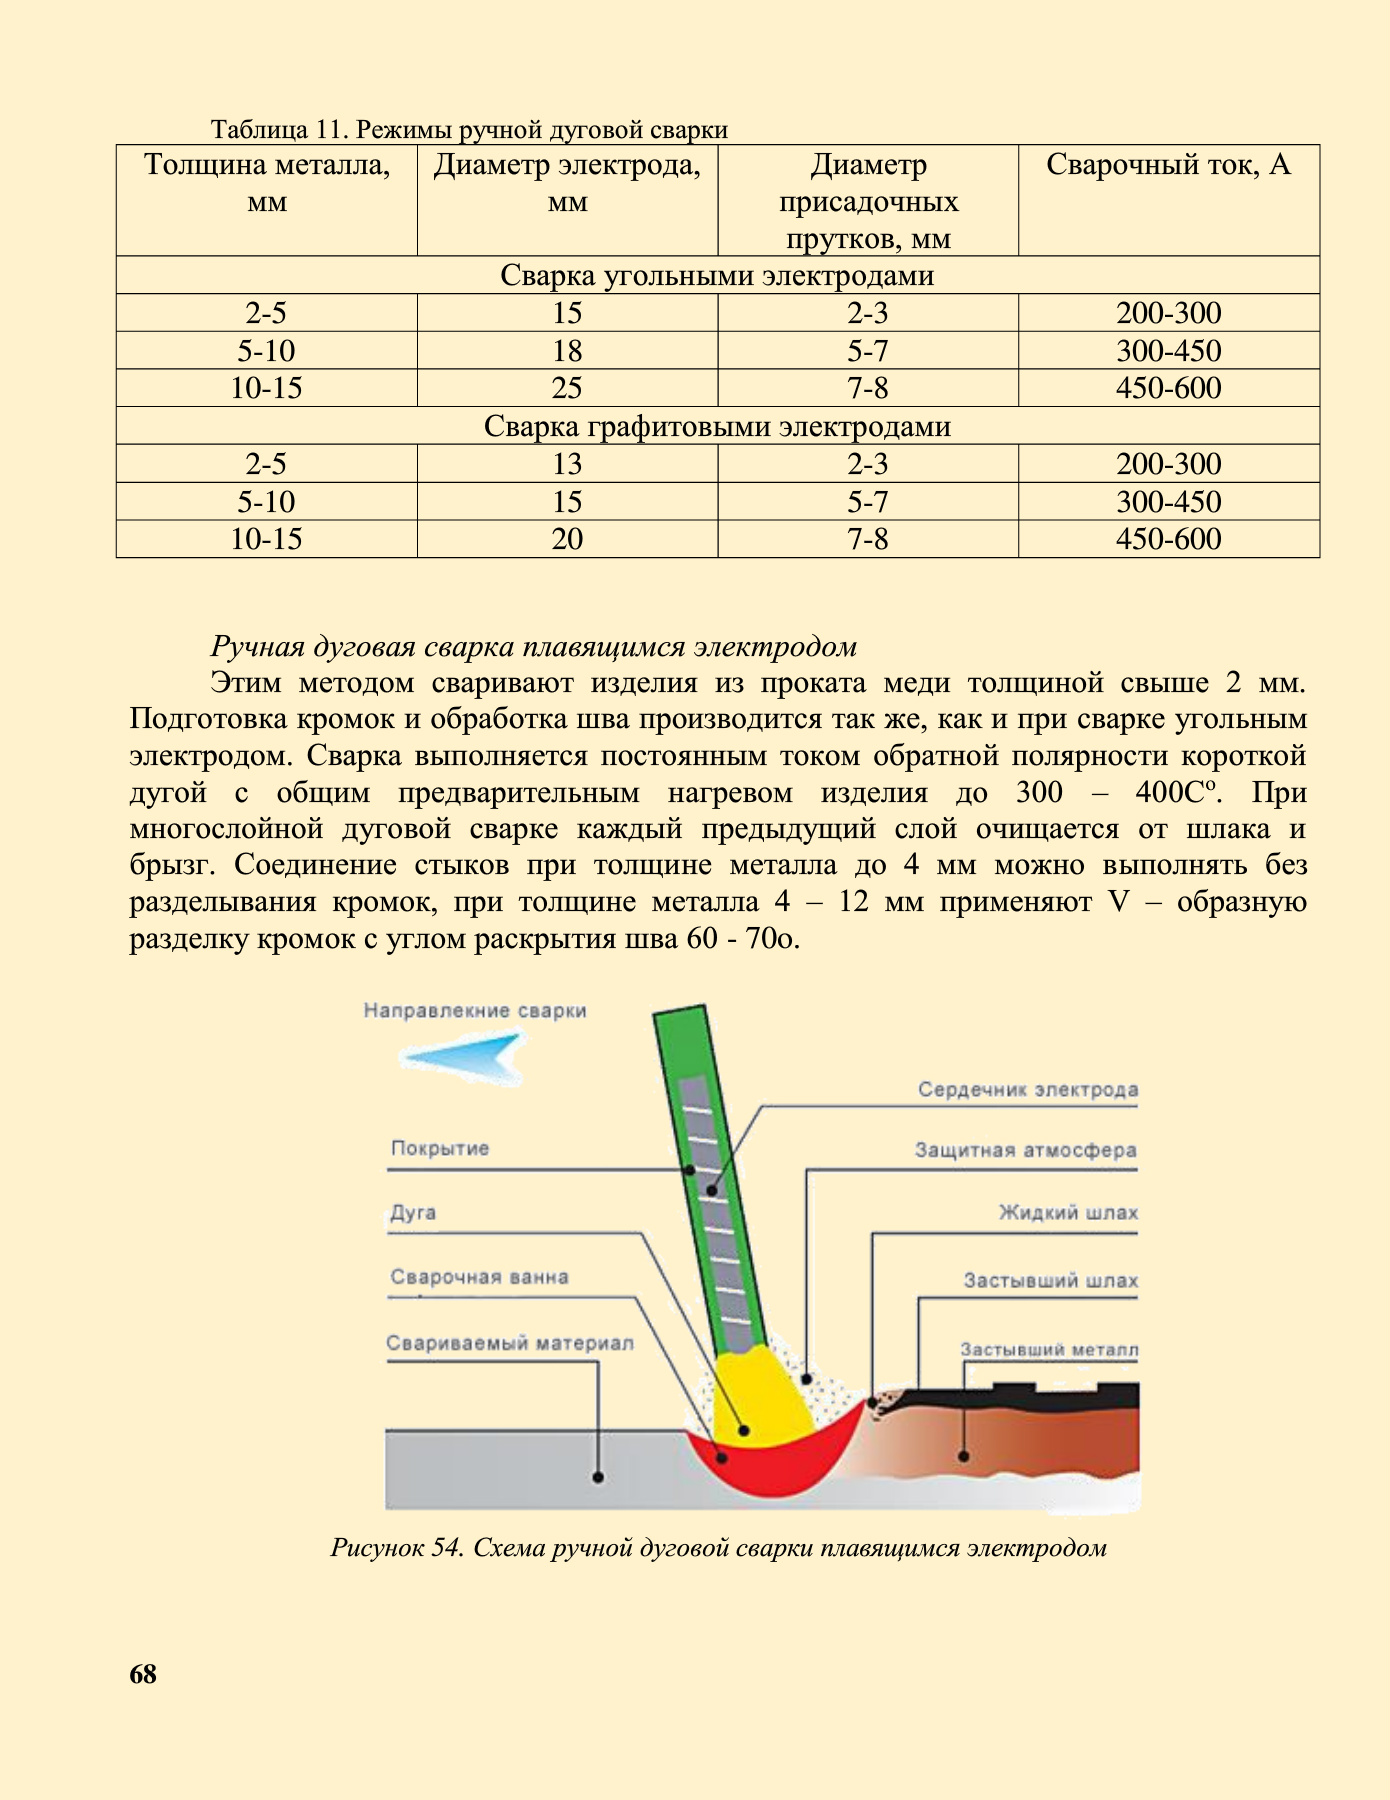 Таблица 11. Режимы ручной дуговой сварки
Толщина металла, мм Диаметр электрода, мм Диаметр присадочных прутков, мм Сварочный ток, А
Сварка угольными электродами
2-5 15 2-3 200-300
5-10 18 5-7 300-450
10-15 25 7-8 450-600
Сварка графитовыми электродами
2-5 13 2-3 200-300
5-10 15 5-7 300-450
10-15 20 7-8 450-600
Ручная дуговая сварка плавящимся электродом
Этим методом сваривают изделия из проката меди толщиной свыше 2 мм.
Подготовка кромок и обработка шва производится так же, как и при сварке угольным
электродом. Сварка выполняется постоянным током обратной полярности короткой
дугой с общим предварительным нагревом изделия до 300 – 400Сº. При
многослойной дуговой сварке каждый предыдущий слой очищается от шлака и
брызг. Соединение стыков при толщине металла до 4 мм можно выполнять без
разделывания кромок, при толщине металла 4 – 12 мм применяют V – образную
разделку кромок с углом раскрытия шва 60 - 70о.
Направлекние сварки
Сердечник электрода
Покрытие
Защитная атмосфера
Дуга
Жидкий шлах
Сварочная ванна
Застывший шлах
Свариваемый материал
Застывший металл
Рисунок 54. Схема ручной дуговой сварки плавящимся электродом
68